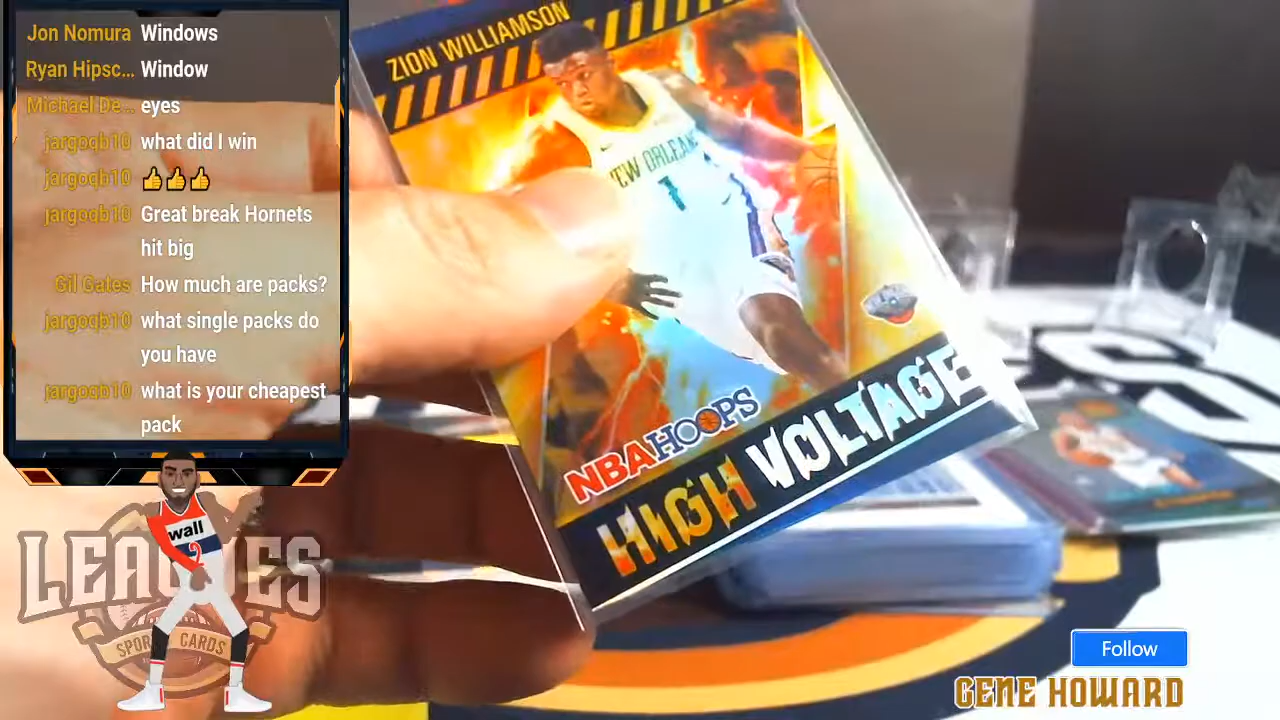 Jon Nomura Windows
Ryan Hipsc... Window
Michael De... eyes
jargoqb10 what did I win
jargoqb10 👍👍👍
jargoqb10 Great break Hornets
hit big
Gil Gates How much are packs?
jargoqb10 what single packs do
you have
jargoqb10 what is your cheapest
pack
ZION WILLIAMSON
NEW ORLEANS
1
NBA HOOPS
HIGH VOLTAGE
wall
2
SPORTS CARDS
Follow
GENE HOWARD